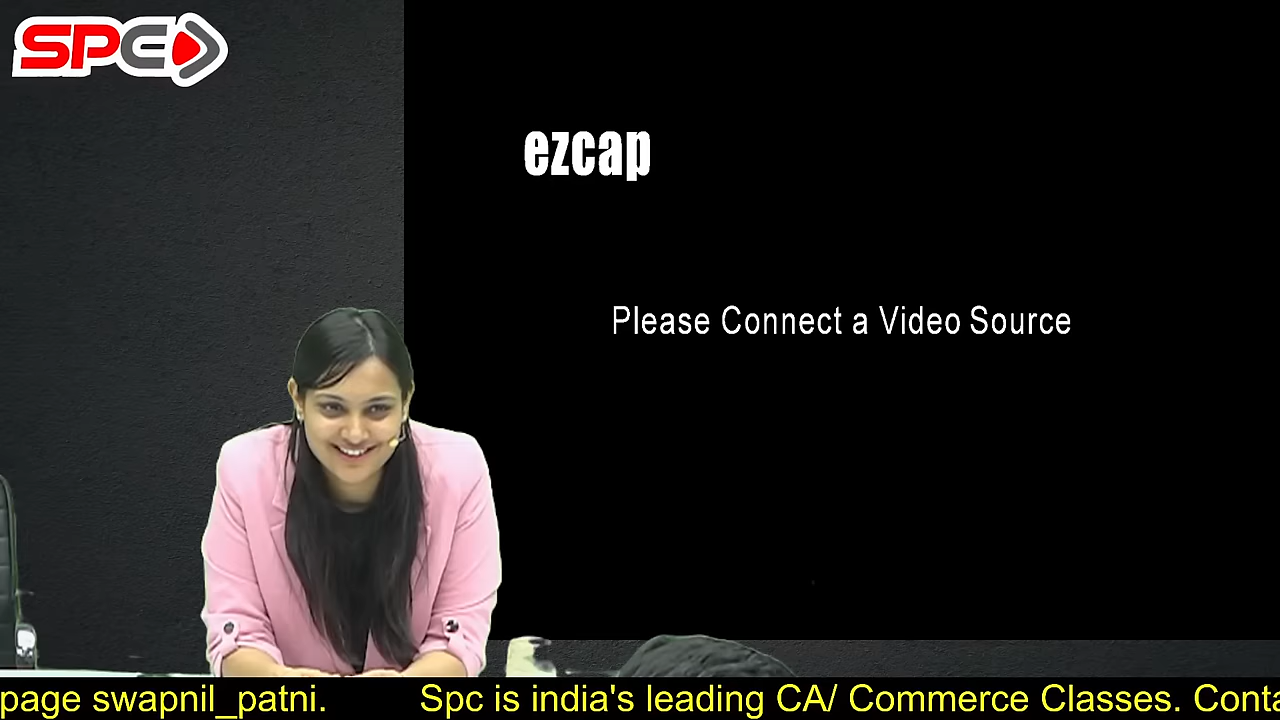 SPC
ezcap
Please Connect a Video Source
page swapnil_patni. Spc is india's leading CA/ Commerce Classes. Conta